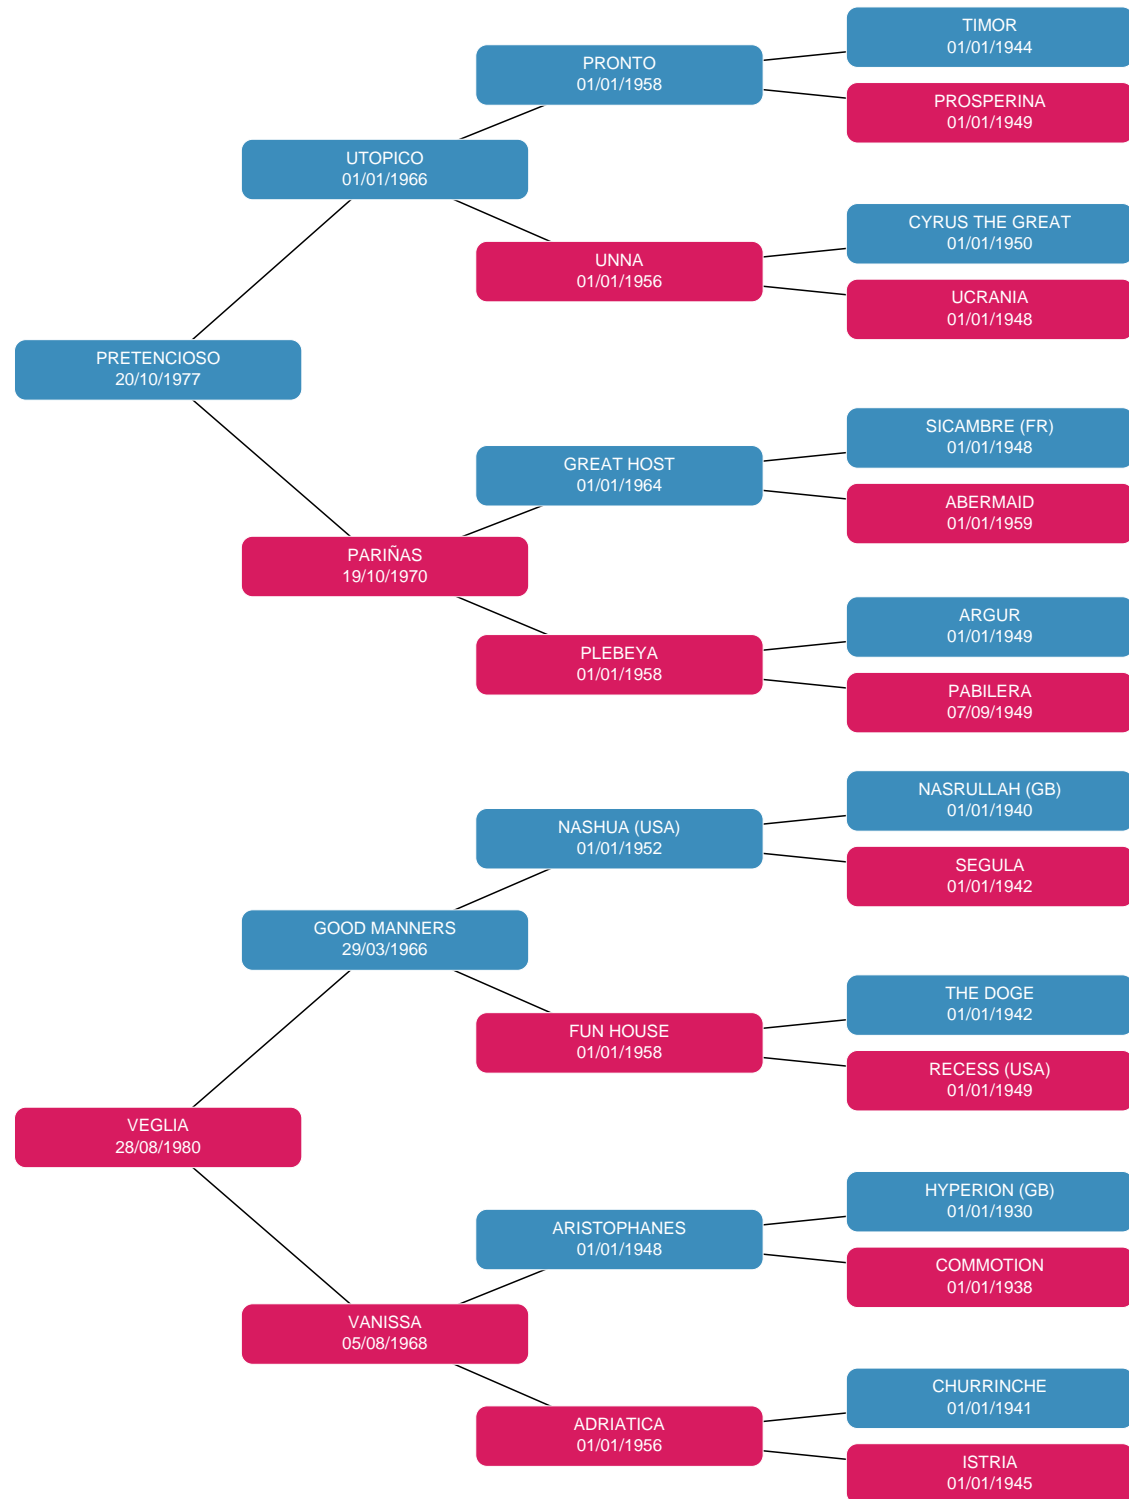 TIMOR
01/01/1944
PRONTO
01/01/1958
PROSPERINA
01/01/1949
UTOPICO
01/01/1966
CYRUS THE GREAT
01/01/1950
UNNA
01/01/1956
UCRANIA
01/01/1948
PRETENCIOSO
20/10/1977
SICAMBRE (FR)
01/01/1948
GREAT HOST
01/01/1964
ABERMAID
01/01/1959
PARIÑAS
19/10/1970
ARGUR
01/01/1949
PLEBEYA
01/01/1958
PABILERA
07/09/1949
NASRULLAH (GB)
01/01/1940
NASHUA (USA)
01/01/1952
SEGULA
01/01/1942
GOOD MANNERS
29/03/1966
THE DOGE
01/01/1942
FUN HOUSE
01/01/1958
RECESS (USA)
01/01/1949
VEGLIA
28/08/1980
HYPERION (GB)
01/01/1930
ARISTOPHANES
01/01/1948
COMMOTION
01/01/1938
VANISSA
05/08/1968
CHURRINCHE
01/01/1941
ADRIATICA
01/01/1956
ISTRIA
01/01/1945